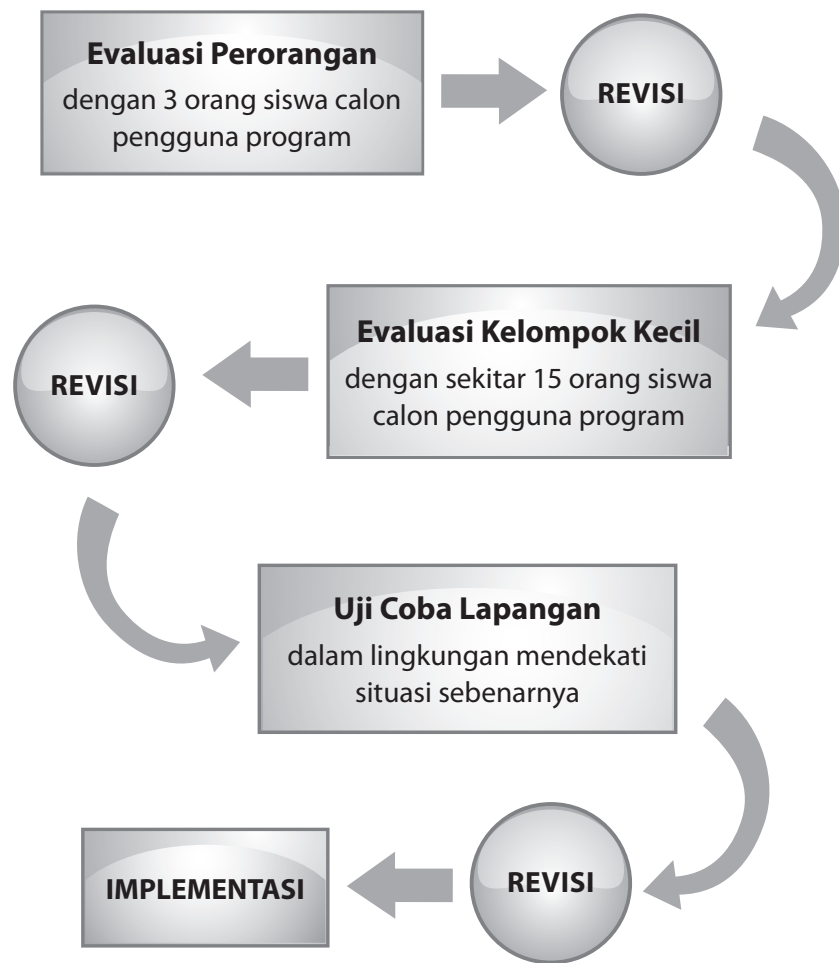 Evaluasi Perorangan
dengan 3 orang siswa calon
pengguna program
REVISI
Evaluasi Kelompok Kecil
dengan sekitar 15 orang siswa
calon pengguna program
REVISI
Uji Coba Lapangan
dalam lingkungan mendekati
situasi sebenarnya
REVISI
IMPLEMENTASI